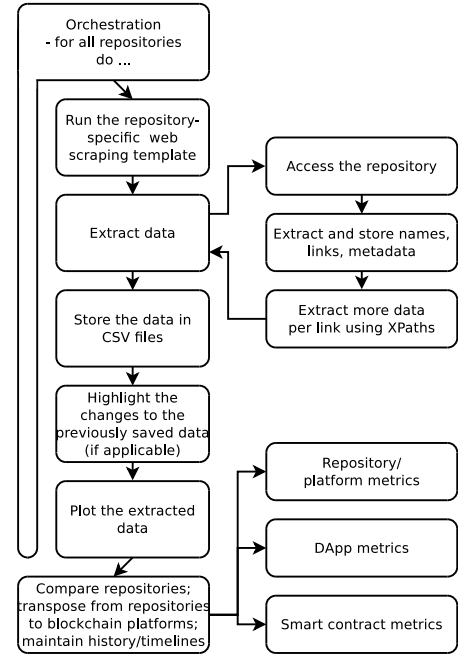 Orchestration
- for all repositories
do ...
Run the repository-
specific web
scraping template
Extract data
Access the repository
Extract and store names,
links, metadata
Extract more data
per link using XPaths
Store the data in
CSV files
Highlight the
changes to the
previously saved data
(if applicable)
Plot the extracted
data
Compare repositories;
transpose from repositories
to blockchain platforms;
maintain history/timelines
Repository/
platform metrics
DApp metrics
Smart contract metrics